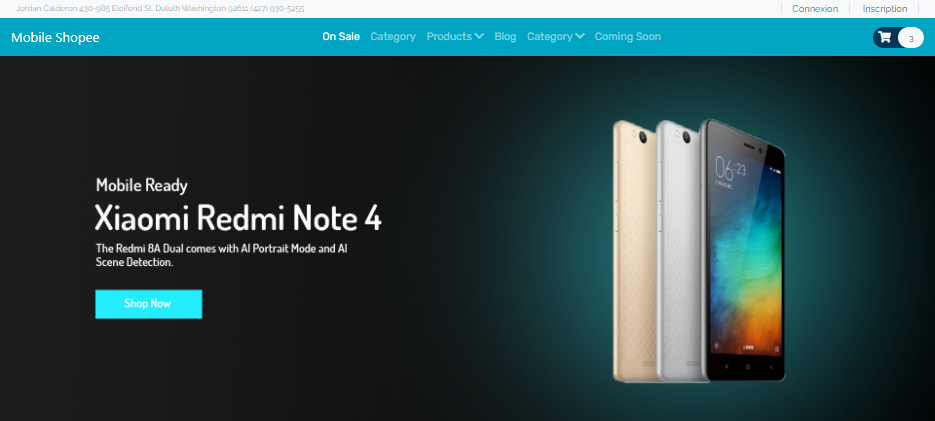 Jordan Calderon 430-985 Eleifend St. Duluth Washington 92611 (427) 930-5255
Connexion
Inscription
Mobile Shopee
On Sale
Category
Products
Blog
Category
Coming Soon
3
Mobile Ready
Xiaomi Redmi Note 4
The Redmi 8A Dual comes with AI Portrait Mode and AI
Scene Detection.
Shop Now
06:23